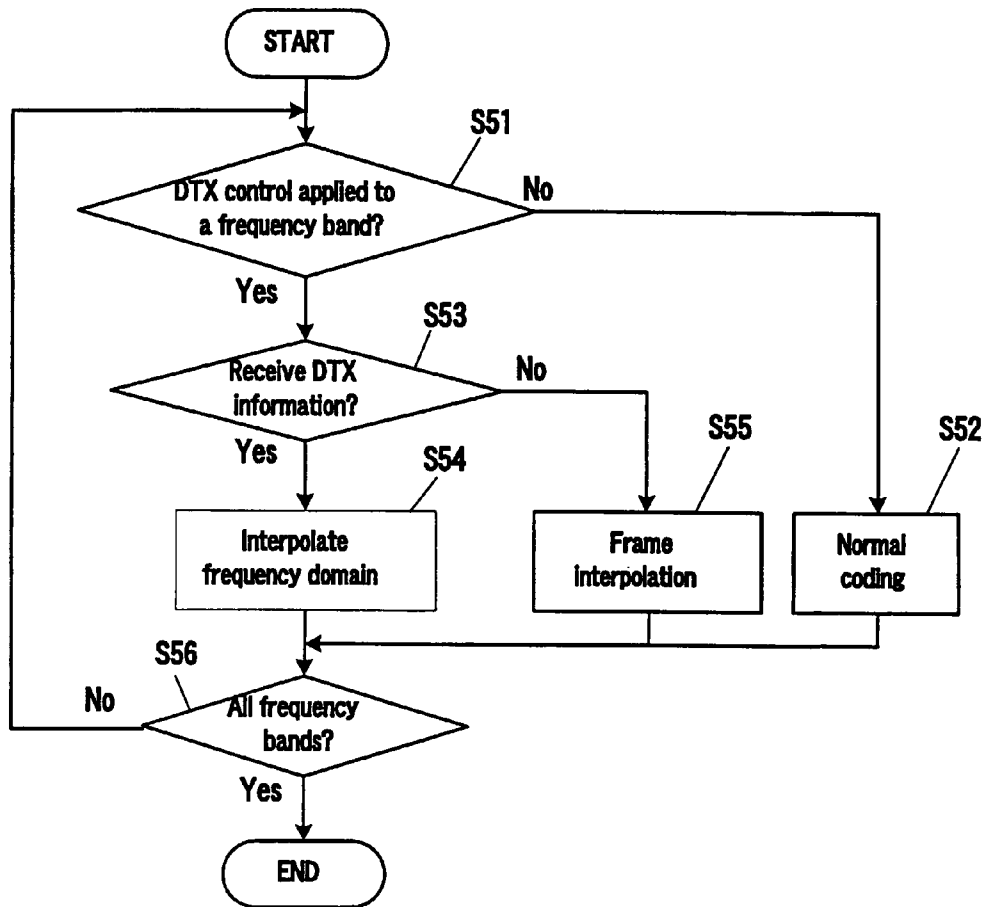 START
S51
DTX control applied to
a frequency band?
No
Yes
S53
Receive DTX
information?
No
Yes
S54
S55
S52
Interpolate
frequency domain
Frame
interpolation
Normal
coding
S56
No
All frequency
bands?
Yes
END